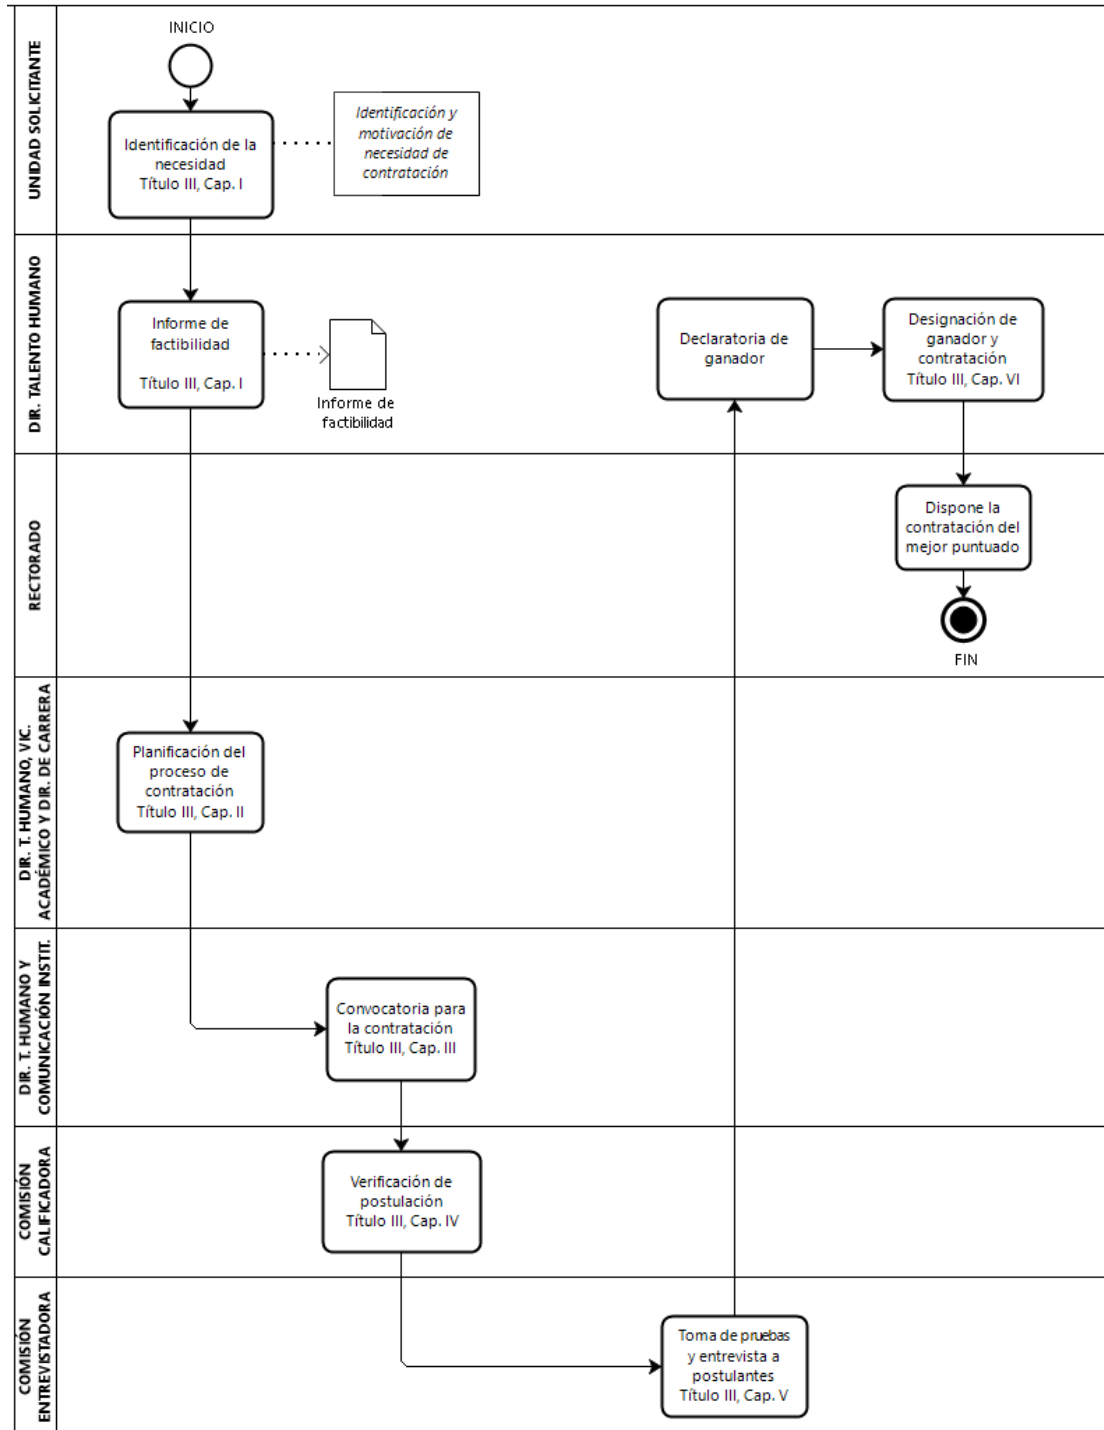 UNIDAD SOLICITANTE
INICIO
Identificación de la
necesidad
Título III, Cap. I
Identificación y
motivación de
necesidad de
contratación
DIR. TALENTO HUMANO
Informe de
factibilidad
Título III, Cap. I
Informe de
factibilidad
Declaratoria de
ganador
Designación de
ganador y
contratación
Título III, Cap. VI
RECTORADO
Dispone la
contratación del
mejor puntuado
FIN
DIR. T. HUMANO, VIC.
ACADÉMICO Y DIR. DE CARRERA
Planificación del
proceso de
contratación
Título III, Cap. II
DIR. T. HUMANO Y
COMUNICACIÓN INSTIT.
Convocatoria para
la contratación
Título III, Cap. III
COMISIÓN
CALIFICADORA
Verificación de
postulación
Título III, Cap. IV
COMISIÓN
ENTREVISTADORA
Toma de pruebas
y entrevista a
postulantes
Título III, Cap. V